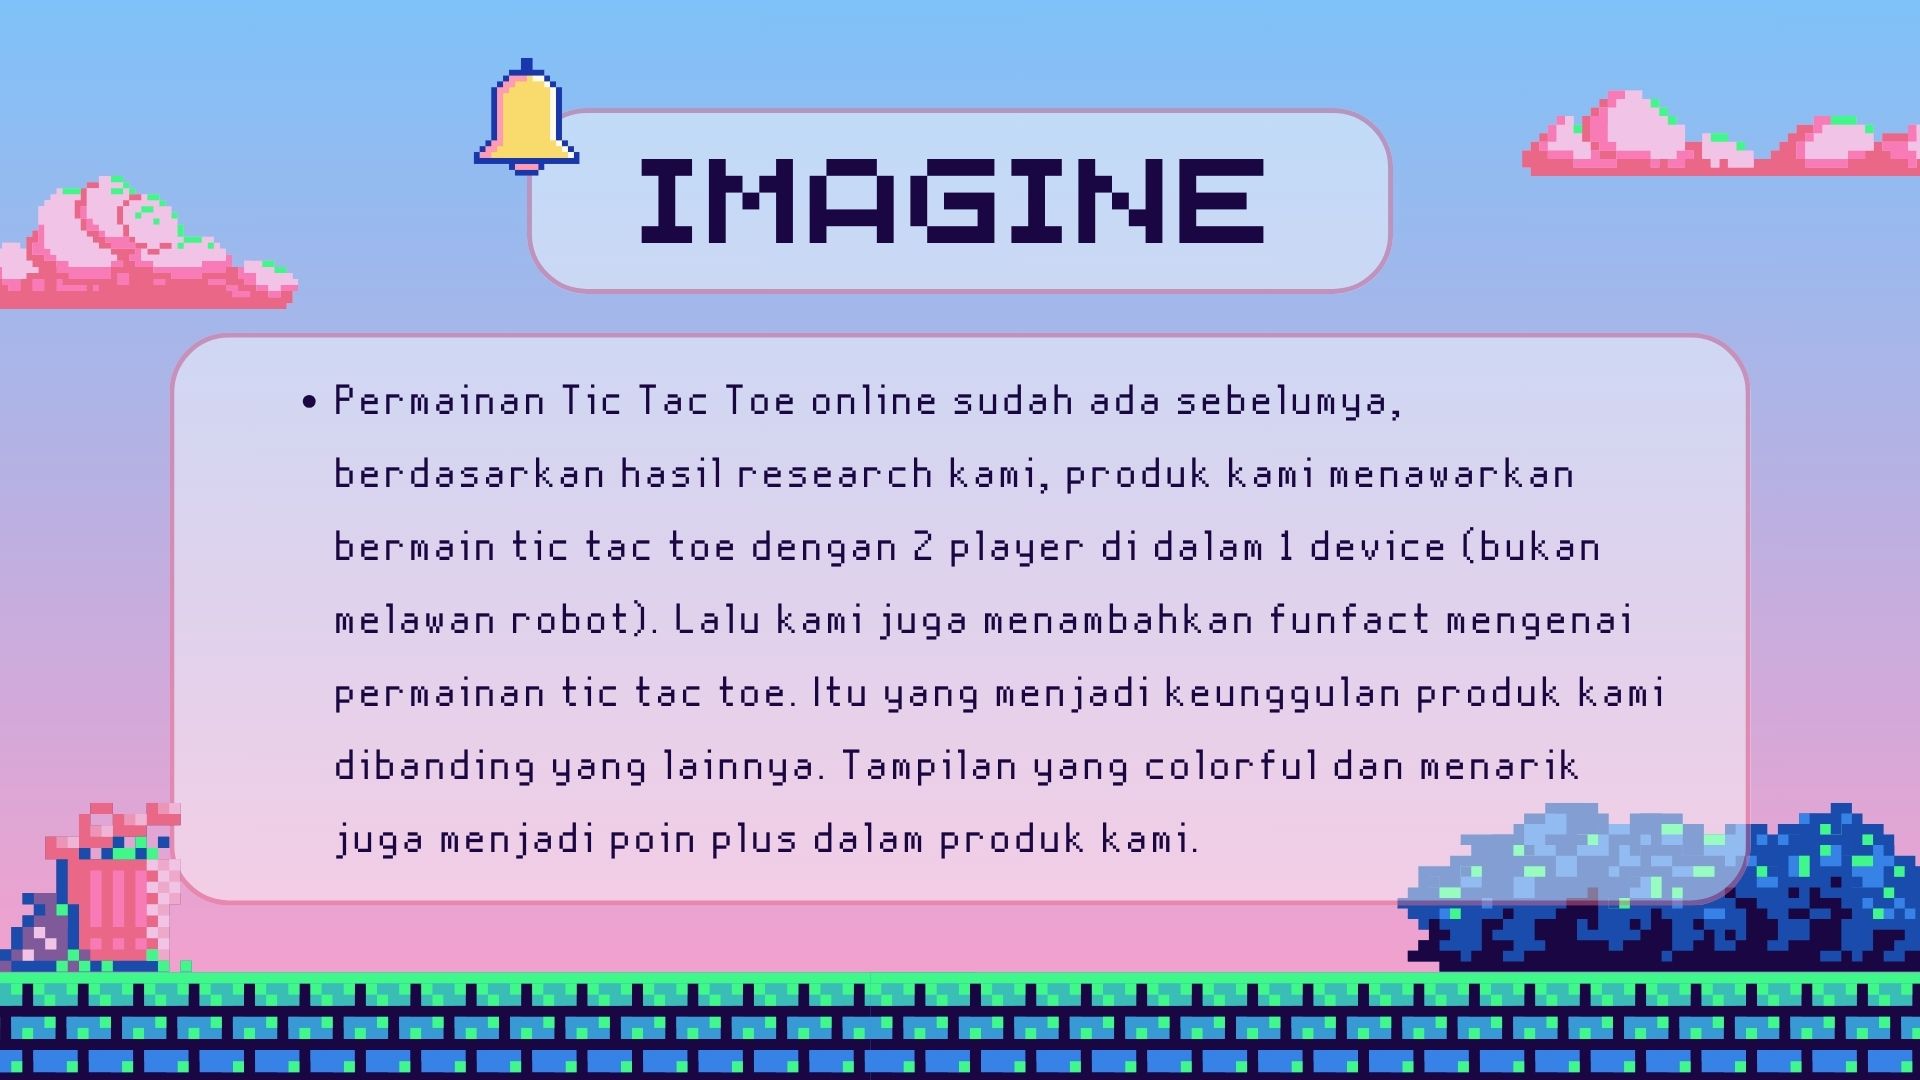 IMAGINE
• Permainan Tic Tac Toe online sudah ada sebelumya,
berdasarkan hasil research kami, produk kami menawarkan
bermain tic tac toe dengan 2 player di dalam 1 device (bukan
melawan robot). Lalu kami juga menambahkan funfact mengenai
permainan tic tac toe. Itu yang menjadi keunggulan produk kami
dibanding yang lainnya. Tampilan yang colorful dan menarik
juga menjadi poin plus dalam produk kami.